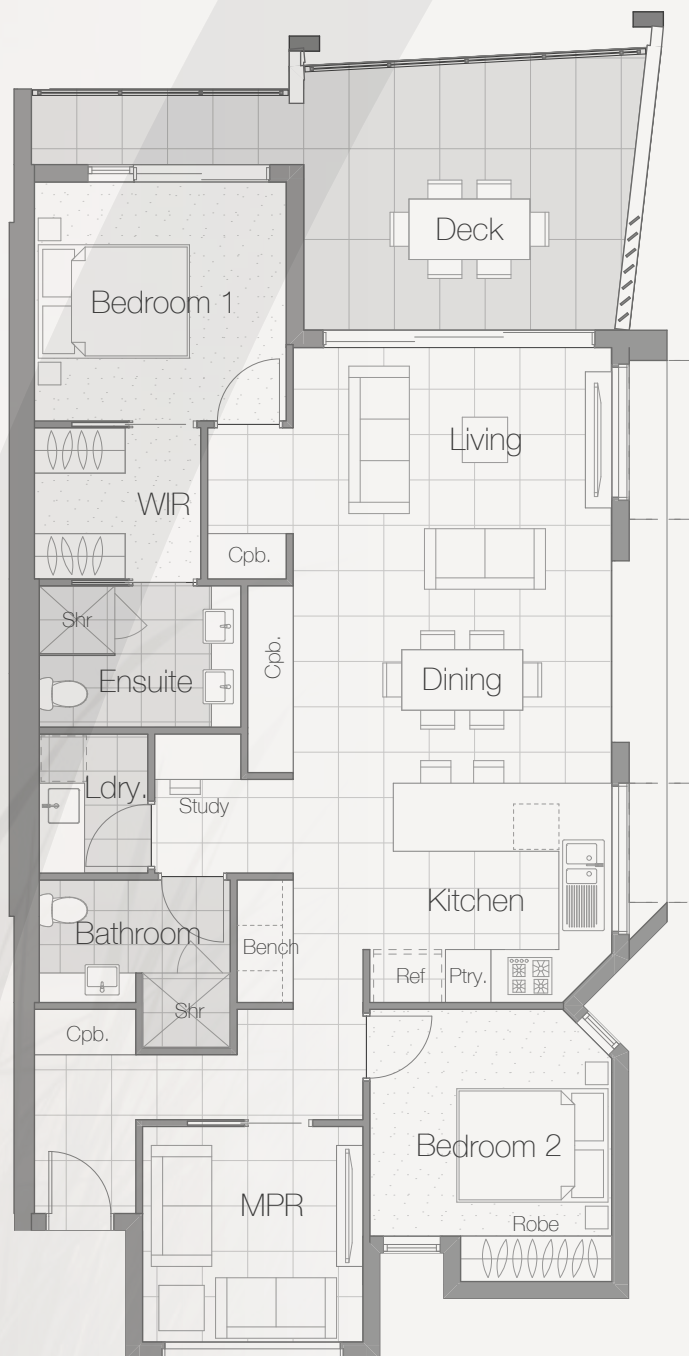 Deck
Bedroom 1
Living
WIR
Cpb.
Shr
Cpb.
Ensuite
Dining
Ldry.
Study
Kitchen
Bathroom
Bench
Ref
Ptry.
Shr
Cpb.
Bedroom 2
MPR
Robe